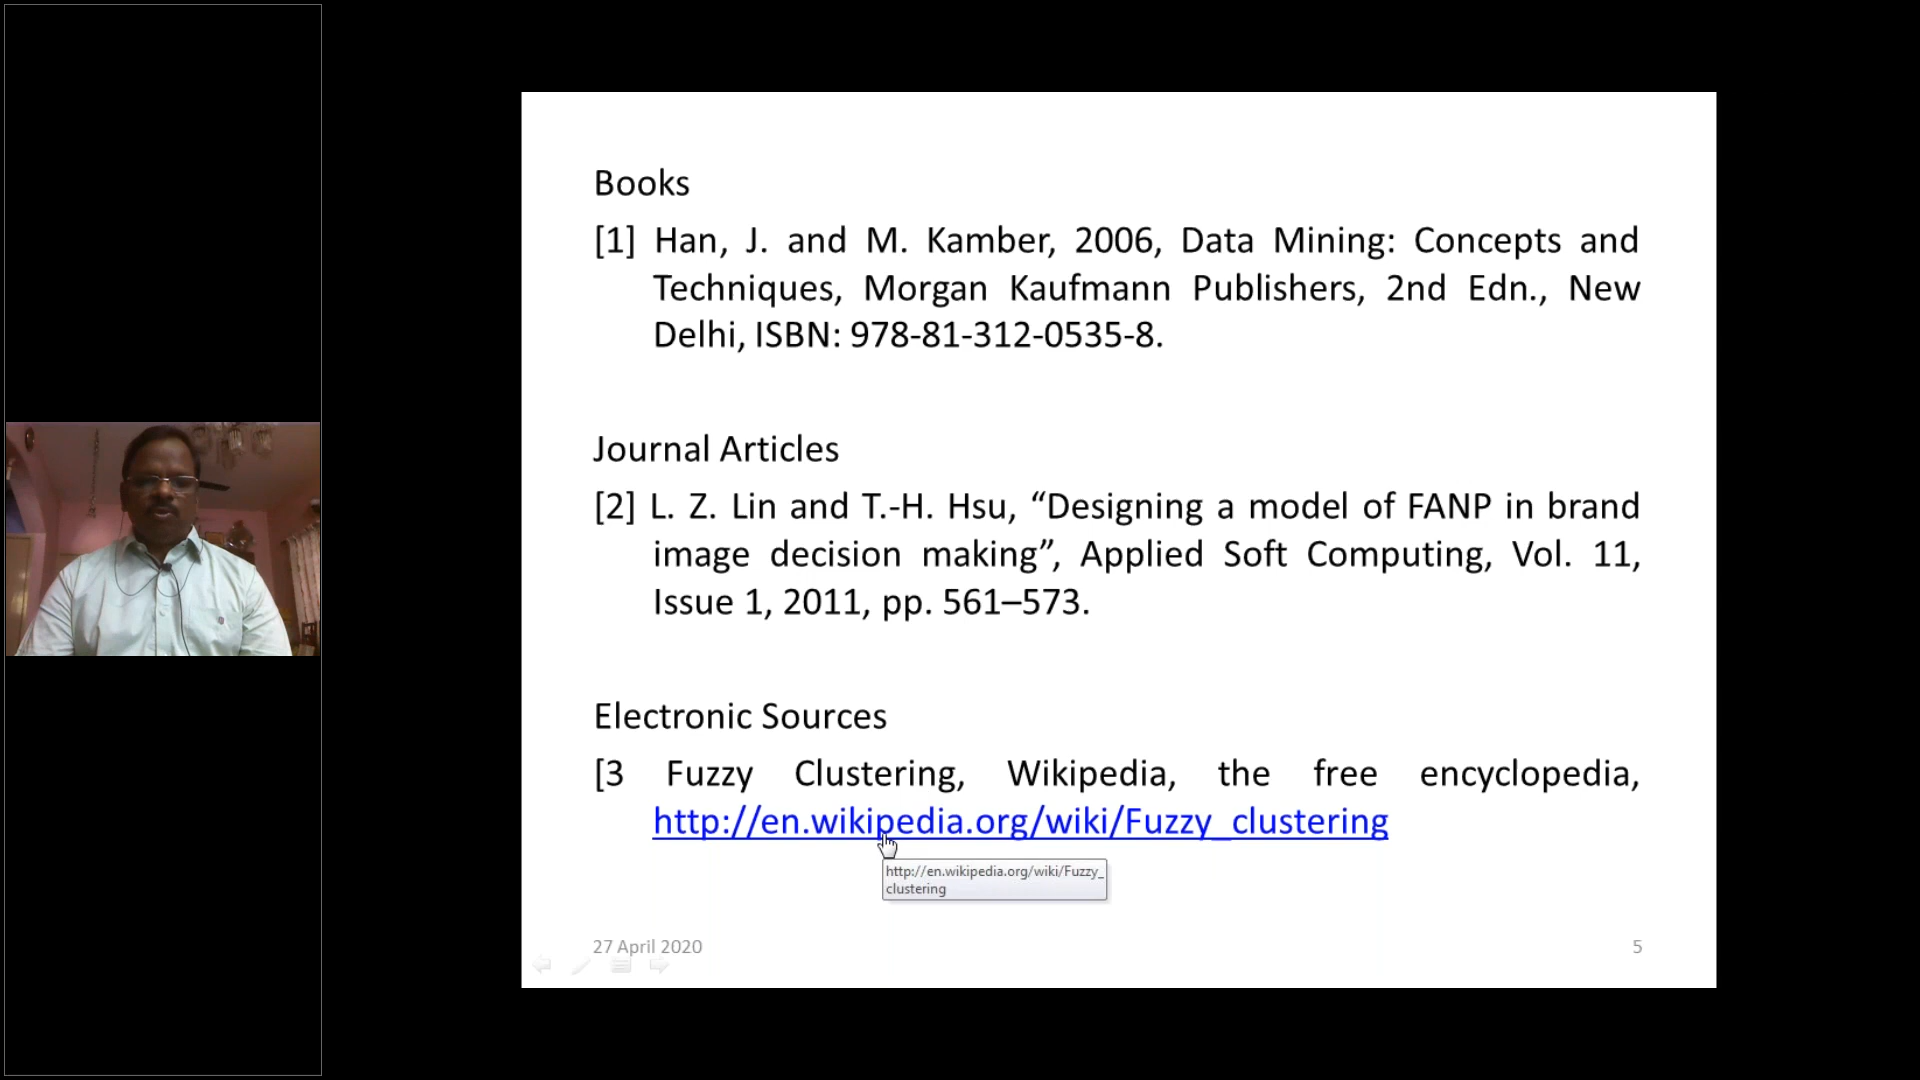 Books
[1] Han, J. and M. Kamber, 2006, Data Mining: Concepts and
Techniques, Morgan Kaufmann Publishers, 2nd Edn., New
Delhi, ISBN: 978-81-312-0535-8.
Journal Articles
[2] L. Z. Lin and T.-H. Hsu, “Designing a model of FANP in brand
image decision making”, Applied Soft Computing, Vol. 11,
Issue 1, 2011, pp. 561–573.
Electronic Sources
[3 Fuzzy Clustering, Wikipedia, the free encyclopedia,
http://en.wikipedia.org/wiki/Fuzzy_clustering
http://en.wikipedia.org/wiki/Fuzzy_
clustering
27 April 2020
5